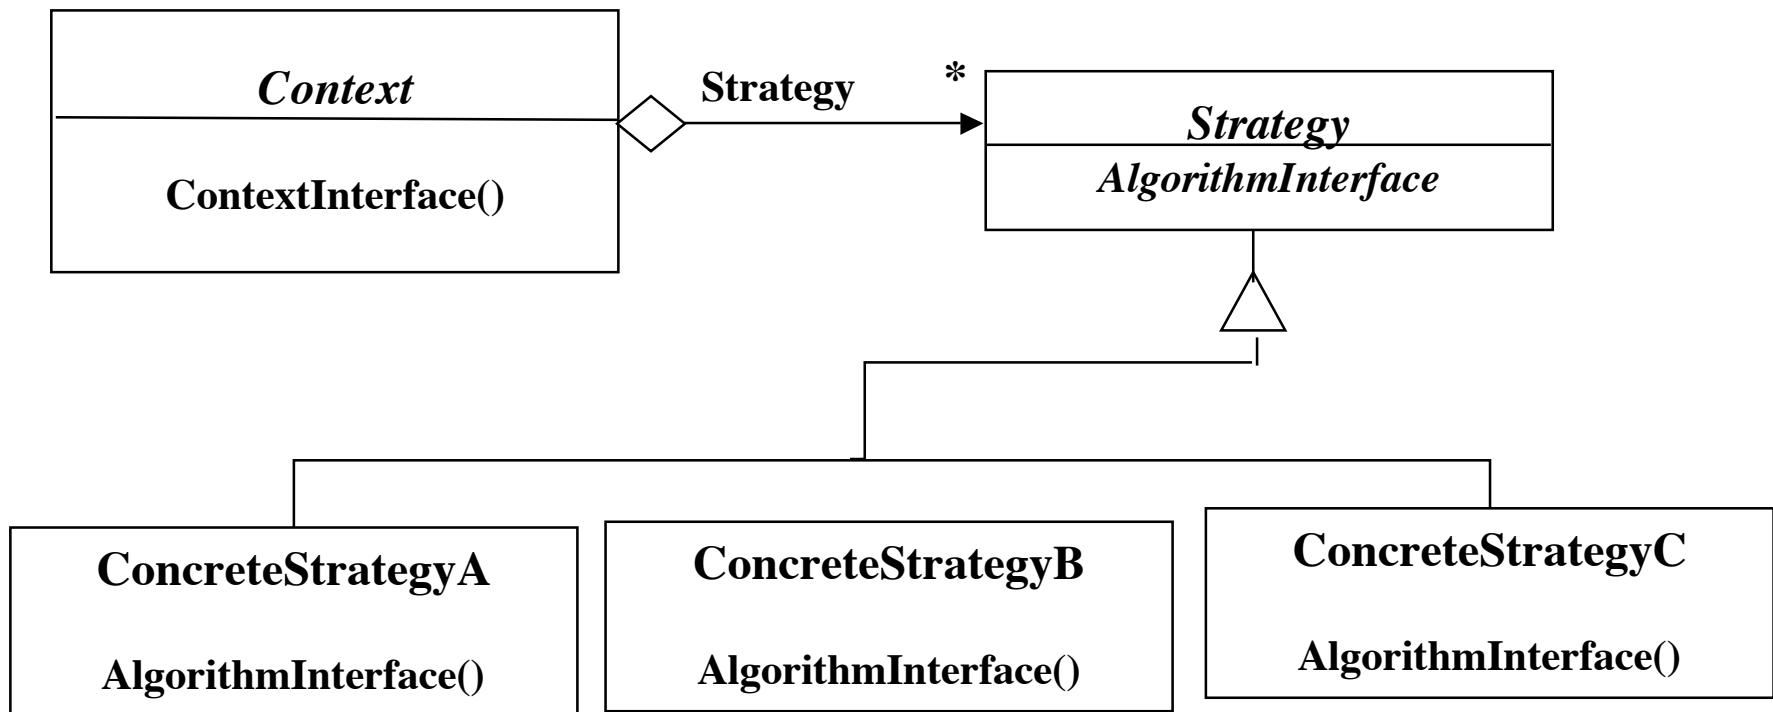 Context
ContextInterface()
Strategy
*
Strategy
AlgorithmInterface
ConcreteStrategyA
AlgorithmInterface()
ConcreteStrategyB
AlgorithmInterface()
ConcreteStrategyC
AlgorithmInterface()